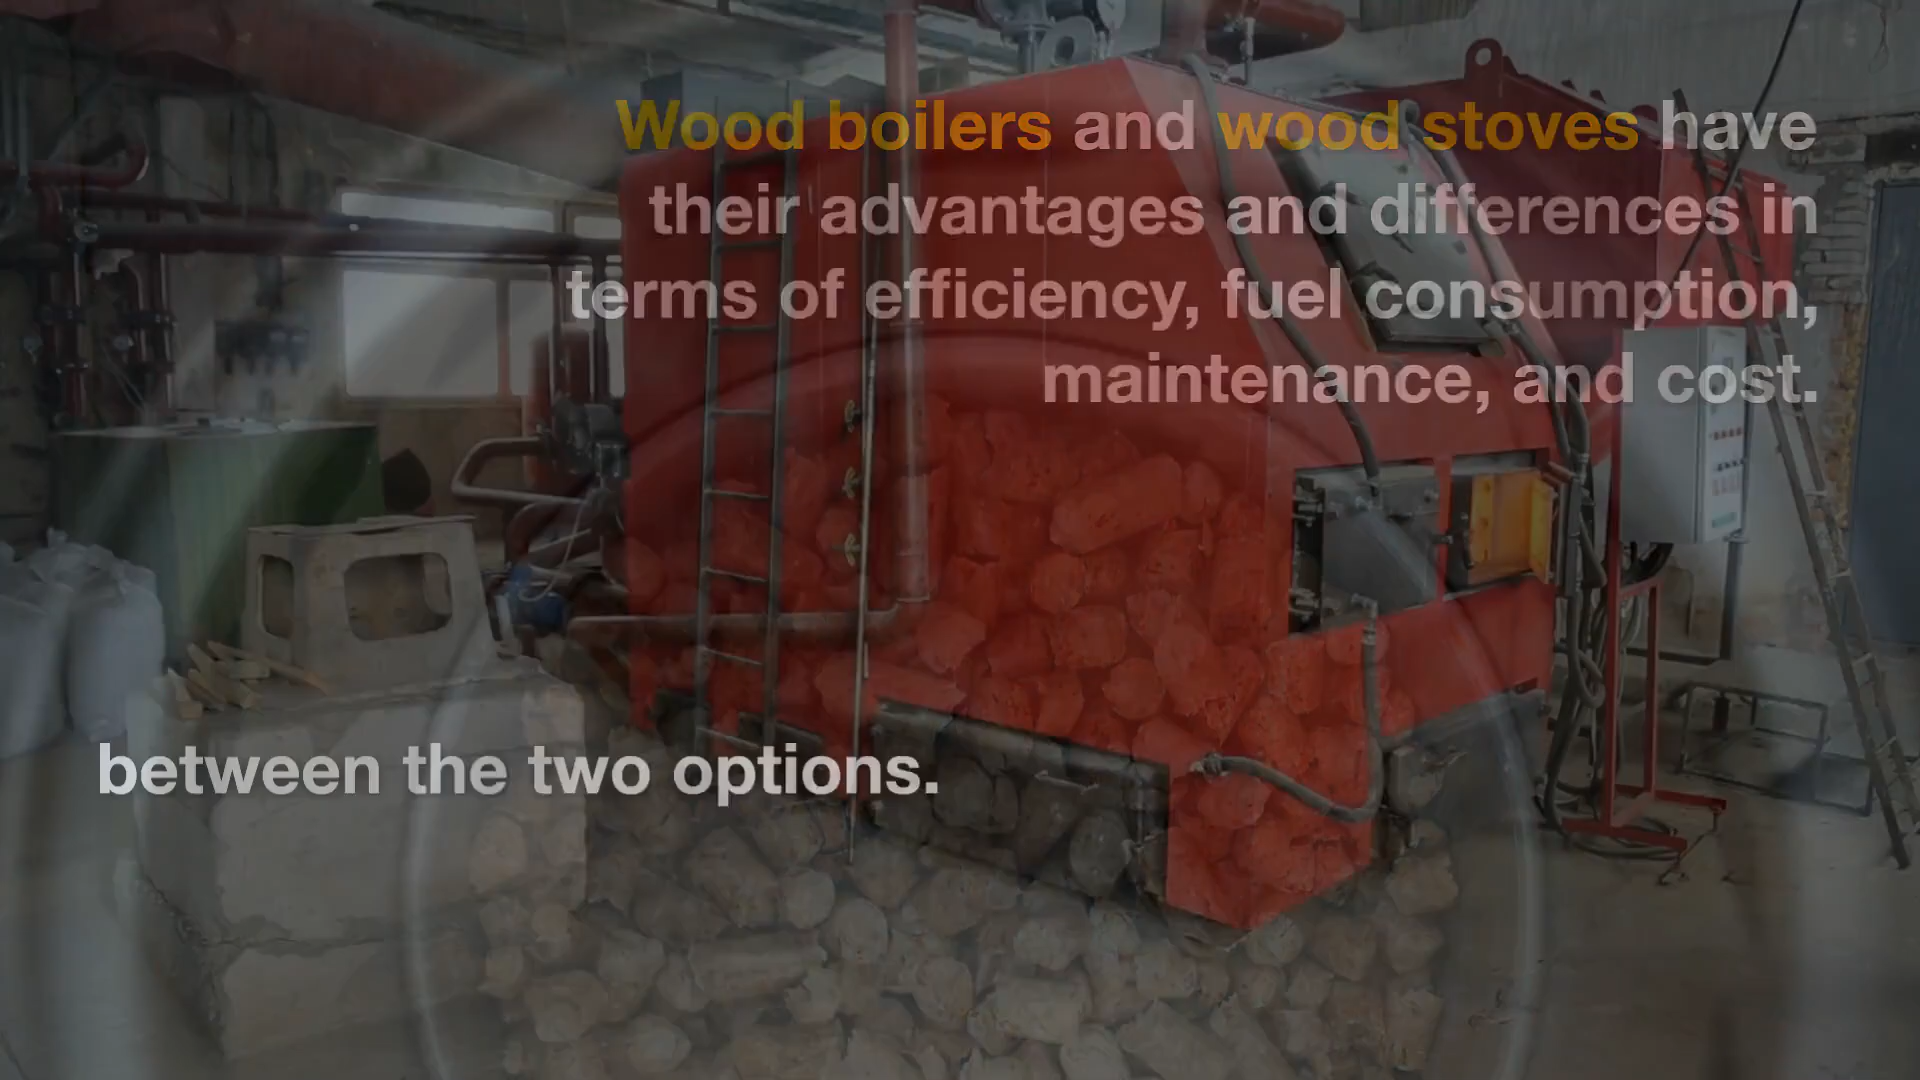 Wood boilers and wood stoves have
their advantages and differences in
terms of efficiency, fuel consumption,
maintenance, and cost.
between the two options.